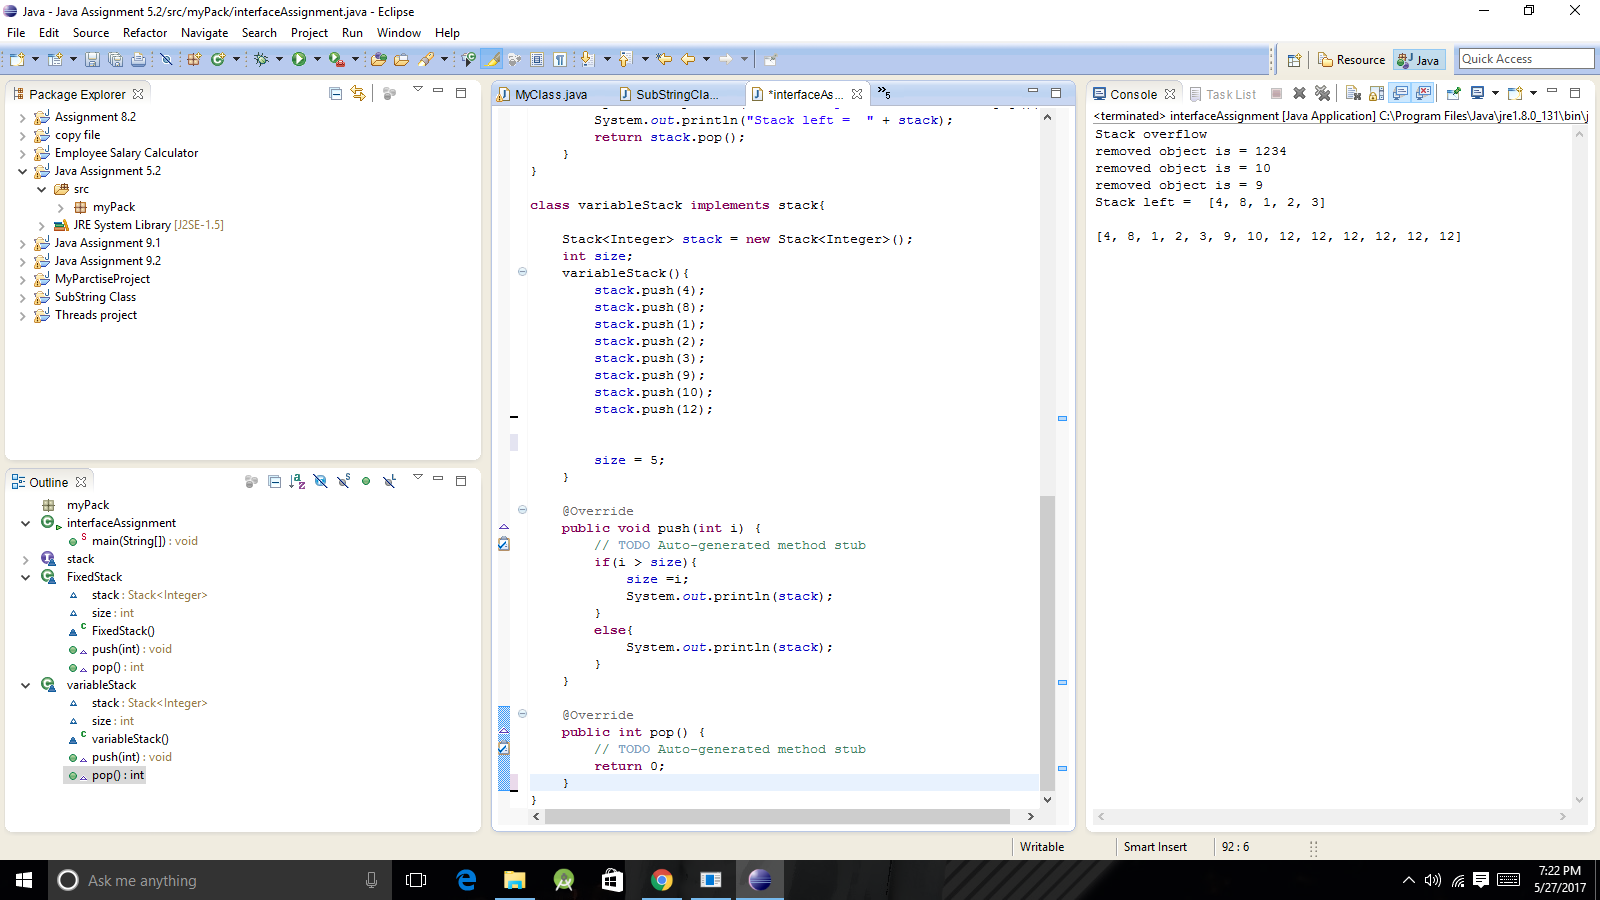 Java - Java Assignment 5.2/src/myPack/interfaceAssignment.java - Eclipse
File Edit Source Refactor Navigate Search Project Run Window Help
Resource Java Quick Access
Package Explorer
Assignment 8.2
copy file
Employee Salary Calculator
Java Assignment 5.2
src
myPack
JRE System Library [J2SE-1.5]
Java Assignment 9.1
Java Assignment 9.2
MyParctiseProject
SubString Class
Threads project
Outline
myPack
interfaceAssignment
main(String[]) : void
stack
FixedStack
stack : Stack<Integer>
size : int
FixedStack()
push(int) : void
pop() : int
variableStack
stack : Stack<Integer>
size : int
variableStack()
push(int) : void
pop() : int
MyClass.java SubStringCla... *interfaceAs... »5
System.out.println("Stack left =  " + stack);
return stack.pop();
}
}
class variableStack implements stack{
Stack<Integer> stack = new Stack<Integer>();
int size;
variableStack(){
stack.push(4);
stack.push(8);
stack.push(1);
stack.push(2);
stack.push(3);
stack.push(9);
stack.push(10);
stack.push(12);
size = 5;
}
@Override
public void push(int i) {
// TODO Auto-generated method stub
if(i > size){
size =i;
System.out.println(stack);
}
else{
System.out.println(stack);
}
}
@Override
public int pop() {
// TODO Auto-generated method stub
return 0;
}
}
Console Task List
<terminated> interfaceAssignment [Java Application] C:\Program Files\Java\jre1.8.0_131\bin\j
Stack overflow
removed object is = 1234
removed object is = 10
removed object is = 9
Stack left =  [4, 8, 1, 2, 3]
[4, 8, 1, 2, 3, 9, 10, 12, 12, 12, 12, 12, 12]
Writable Smart Insert 92 : 6
Ask me anything
7:22 PM
5/27/2017